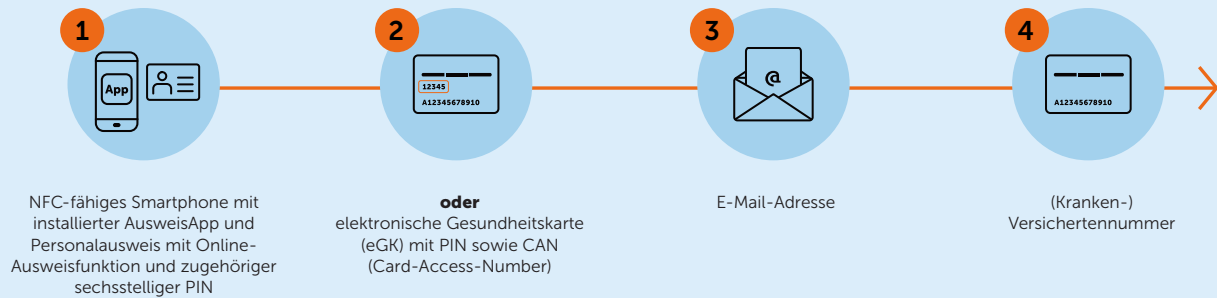 1
App
NFC-fähiges Smartphone mit
installierter AusweisApp und
Personalausweis mit Online-
Ausweisfunktion und zugehöriger
sechsstelliger PIN
2
12345
A12345678910
oder
elektronische Gesundheitskarte
(eGK) mit PIN sowie CAN
(Card-Access-Number)
3
@
E-Mail-Adresse
4
A12345678910
(Kranken-)
Versichertennummer